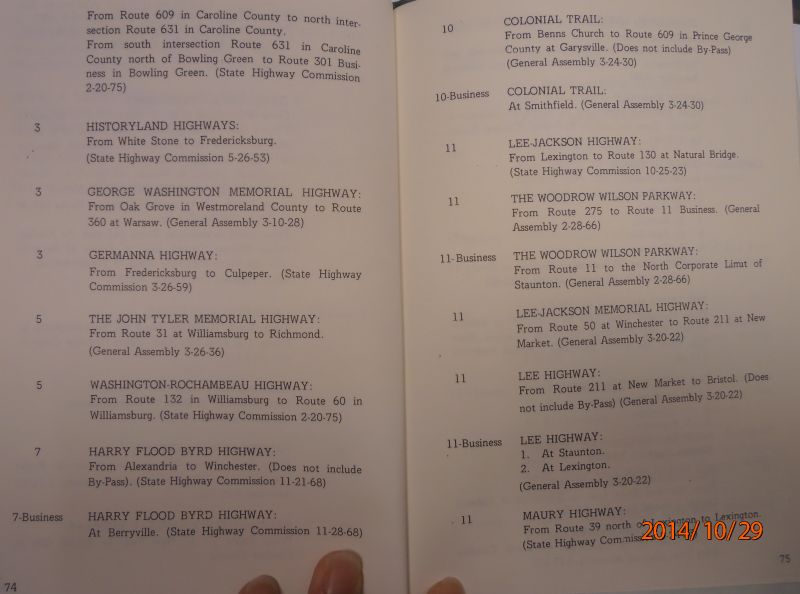 From Route 609 in Caroline County to north inter-
section Route 631 in Caroline County.
From south intersection Route 631 in Caroline
County north of Bowling Green to Route 301 Busi-
ness in Bowling Green. (State Highway Commission
2-20-75)
3 HISTORYLAND HIGHWAYS:
From White Stone to Fredericksburg.
(State Highway Commission 5-26-53)
3 GEORGE WASHINGTON MEMORIAL HIGHWAY:
From Oak Grove in Westmoreland County to Route
360 at Warsaw. (General Assembly 3-10-28)
3 GERMANNA HIGHWAY:
From Fredericksburg to Culpeper. (State Highway
Commission 3-26-59)
5 THE JOHN TYLER MEMORIAL HIGHWAY:
From Route 31 at Williamsburg to Richmond.
(General Assembly 3-26-36)
5 WASHINGTON-ROCHAMBEAU HIGHWAY:
From Route 132 in Williamsburg to Route 60 in
Williamsburg. (State Highway Commission 2-20-75)
7 HARRY FLOOD BYRD HIGHWAY:
From Alexandria to Winchester. (Does not include
By-Pass). (State Highway Commission 11-21-68)
7-Business HARRY FLOOD BYRD HIGHWAY:
At Berryville. (State Highway Commission 11-28-68)
74
10 COLONIAL TRAIL:
From Benns Church to Route 609 in Prince George
County at Garysville. (Does not include By-Pass)
(General Assembly 3-24-30)
10-Business COLONIAL TRAIL:
At Smithfield. (General Assembly 3-24-30)
11 LEE-JACKSON HIGHWAY:
From Lexington to Route 130 at Natural Bridge.
(State Highway Commission 10-25-23)
11 THE WOODROW WILSON PARKWAY:
From Route 275 to Route 11 Business. (General
Assembly 2-28-66)
11-Business THE WOODROW WILSON PARKWAY:
From Route 11 to the North Corporate Limit of
Staunton. (General Assembly 2-28-66)
11 LEE-JACKSON MEMORIAL HIGHWAY:
From Route 50 at Winchester to Route 211 at New
Market. (General Assembly 3-20-22)
11 LEE HIGHWAY:
From Route 211 at New Market to Bristol. (Does
not include By-Pass) (General Assembly 3-20-22)
11-Business LEE HIGHWAY:
1. At Staunton.
2. At Lexington.
(General Assembly 3-20-22)
11 MAURY HIGHWAY:
From Route 39 north of Lexington to Lexington.
(State Highway Commiss
2014/10/29
75